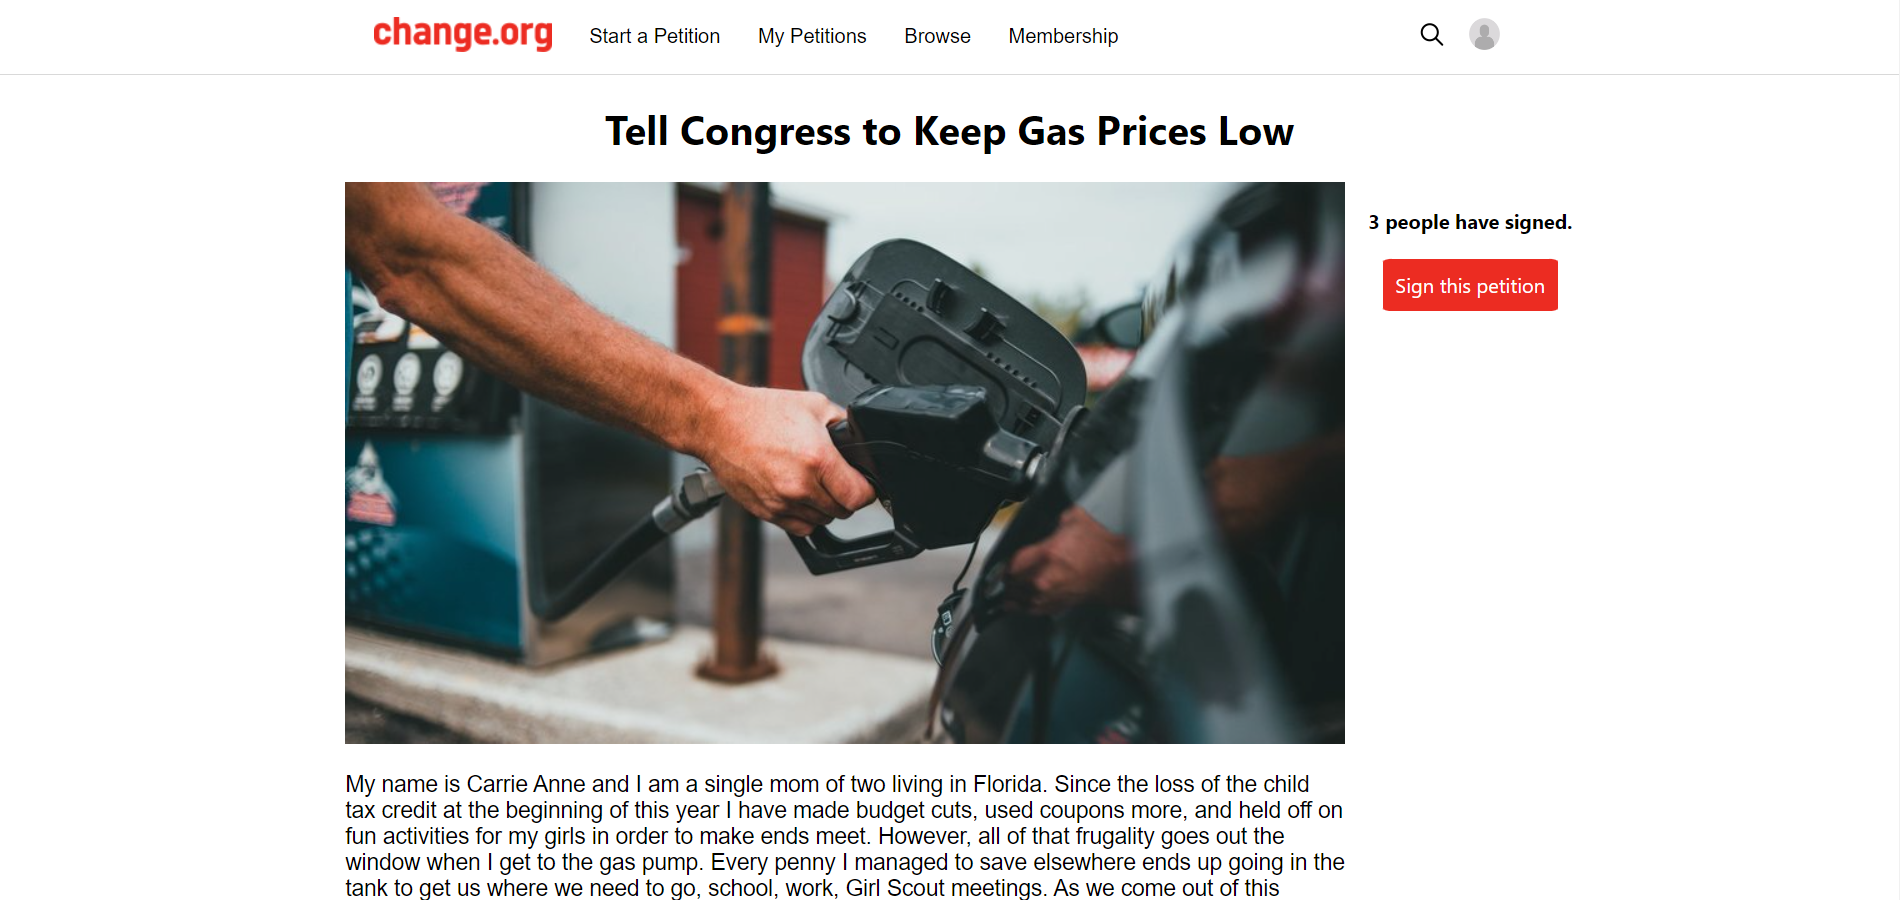 change.org
Start a Petition
My Petitions
Browse
Membership
Tell Congress to Keep Gas Prices Low
3 people have signed.
Sign this petition
My name is Carrie Anne and I am a single mom of two living in Florida. Since the loss of the child
tax credit at the beginning of this year I have made budget cuts, used coupons more, and held off on
fun activities for my girls in order to make ends meet. However, all of that frugality goes out the
window when I get to the gas pump. Every penny I managed to save elsewhere ends up going in the
tank to get us where we need to go, school, work, Girl Scout meetings. As we come out of this